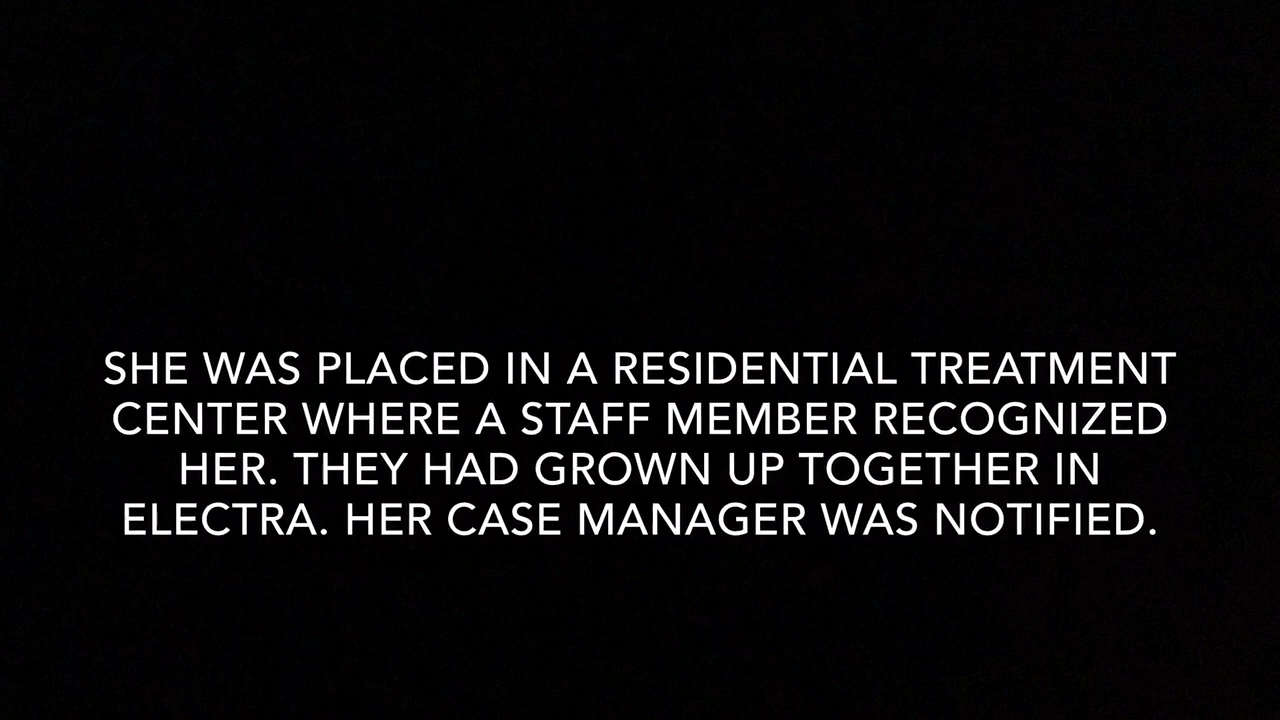 SHE WAS PLACED IN A RESIDENTIAL TREATMENT
CENTER WHERE A STAFF MEMBER RECOGNIZED
HER. THEY HAD GROWN UP TOGETHER IN
ELECTRA. HER CASE MANAGER WAS NOTIFIED.